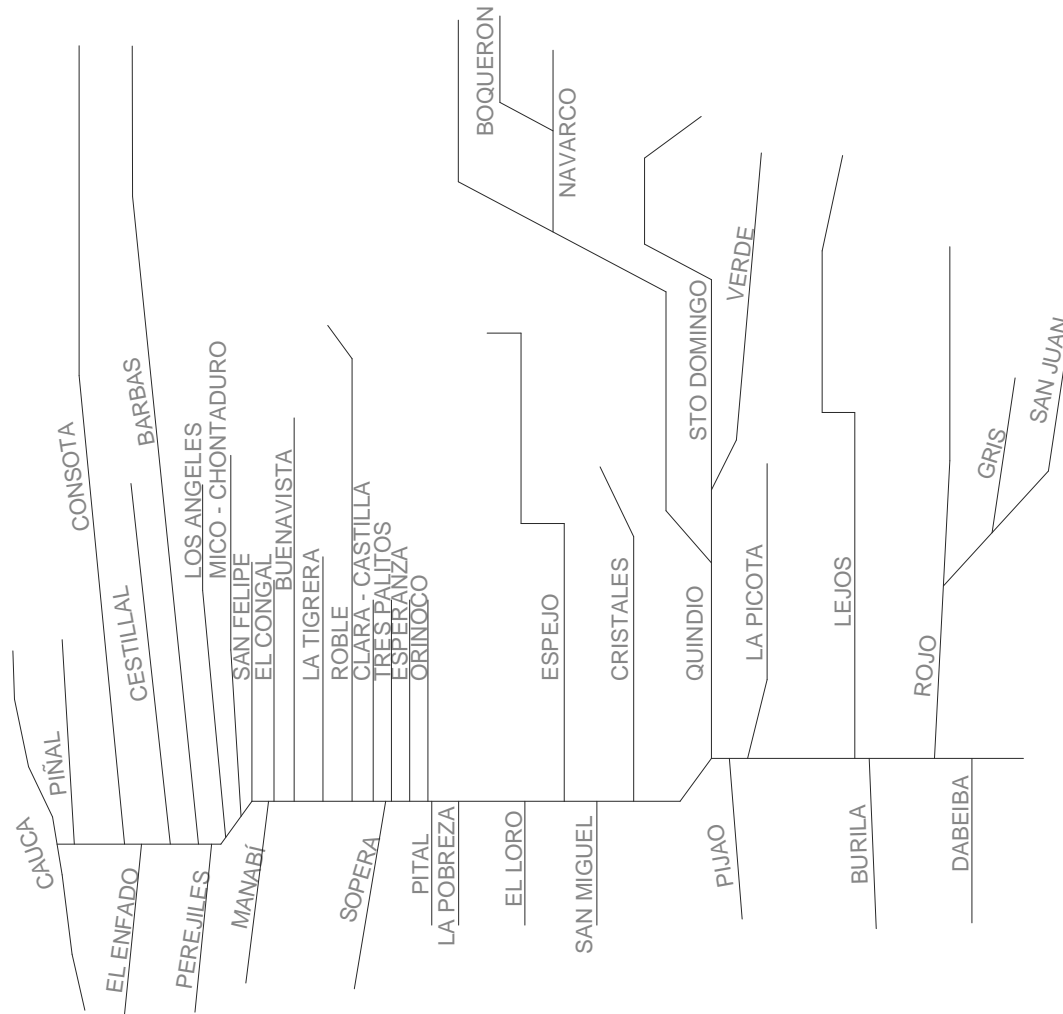 BOQUERON
NAVARCO
VERDE
STO DOMINGO
SAN JUAN
GRIS
BARBAS
CONSOTA
LOS ANGELES
MICO - CHONTADURO
BUENAVISTA
CLARA - CASTILLA
TRES PALITOS
ESPERANZA
ORINOCO
SAN FELIPE
EL CONGAL
LA TIGRERA
ROBLE
ESPEJO
CRISTALES
QUINDIO
LA PICOTA
LEJOS
ROJO
CESTILLAL
PIÑAL
CAUCA
EL ENFADO
PEREJILES
MANABÍ
SOPERA
PITAL
LA POBREZA
EL LORO
SAN MIGUEL
PIJAO
BURILA
DABEIBA